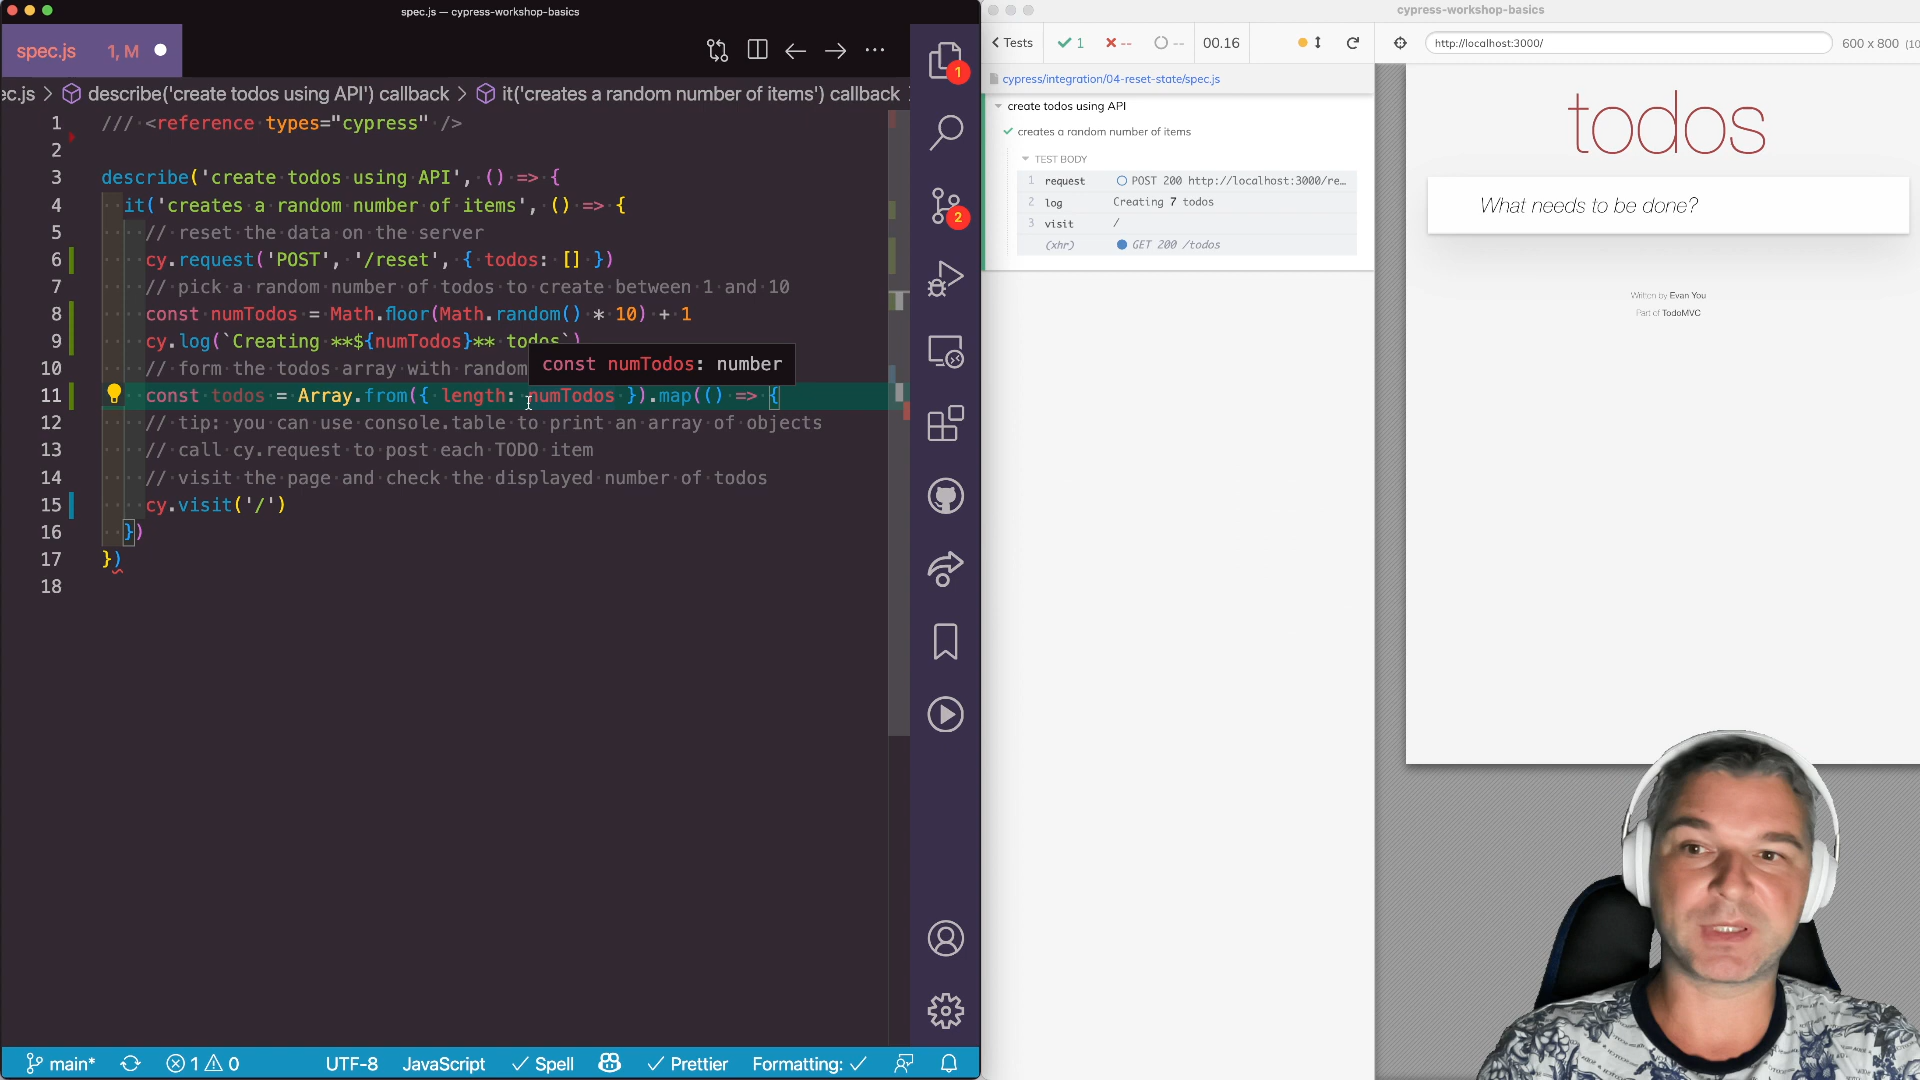 spec.js — cypress-workshop-basics
spec.js 1, M
ec.js > describe('create todos using API') callback > it('creates a random number of items') callback
1 /// <reference types="cypress" />
2
3 describe('create todos using API', () => {
4 it('creates a random number of items', () => {
5 // reset the data on the server
6 cy.request('POST', '/reset', { todos: [] })
7 // pick a random number of todos to create between 1 and 10
8 const numTodos = Math.floor(Math.random() * 10) + 1
9 cy.log(`Creating **${numTodos}** todos`)
const numTodos: number
10 // form the todos array with random
11 const todos = Array.from({ length: numTodos }).map(() => {
12 // tip: you can use console.table to print an array of objects
13 // call cy.request to post each TODO item
14 // visit the page and check the displayed number of todos
15 cy.visit('/')
16 })
17 })
18
1
2
main* 1 0 UTF-8 JavaScript Spell Prettier Formatting:
cypress-workshop-basics
< Tests 1 -- -- 00.16 http://localhost:3000/ 600 x 800 (10
cypress/integration/04-reset-state/spec.js
create todos using API
creates a random number of items
TEST BODY
1 request POST 200 http://localhost:3000/re...
2 log Creating 7 todos
3 visit /
(xhr) GET 200 /todos
todos
What needs to be done?
Written by Evan You
Part of TodoMVC